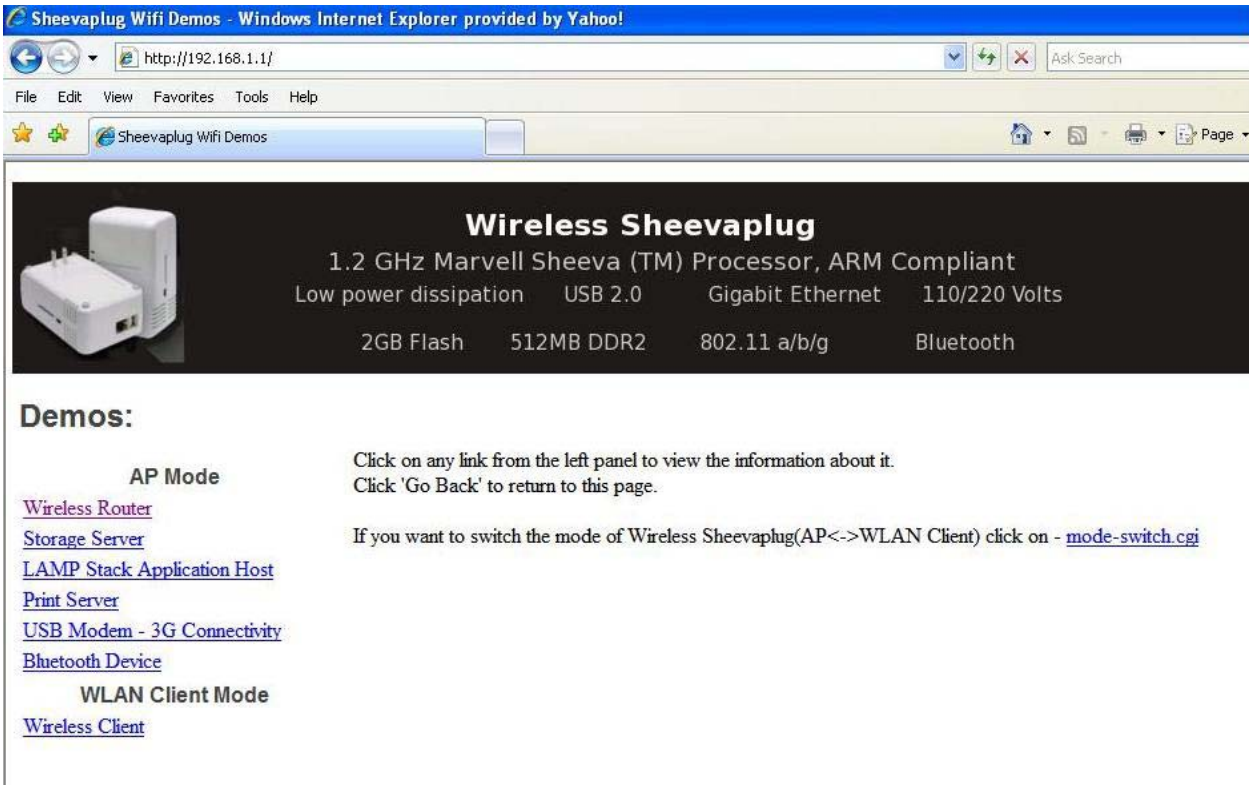 Sheevaplug Wifi Demos - Windows Internet Explorer provided by Yahoo!
http://192.168.1.1/
Ask Search
File Edit View Favorites Tools Help
Sheevaplug Wifi Demos
Page
Wireless Sheevaplug
1.2 GHz Marvell Sheeva (TM) Processor, ARM Compliant
Low power dissipation USB 2.0 Gigabit Ethernet 110/220 Volts
2GB Flash 512MB DDR2 802.11 a/b/g Bluetooth
Demos:
AP Mode
Wireless Router
Storage Server
LAMP Stack Application Host
Print Server
USB Modem - 3G Connectivity
Bluetooth Device
WLAN Client Mode
Wireless Client
Click on any link from the left panel to view the information about it.
Click 'Go Back' to return to this page.
If you want to switch the mode of Wireless Sheevaplug(AP<->WLAN Client) click on - mode-switch.cgi